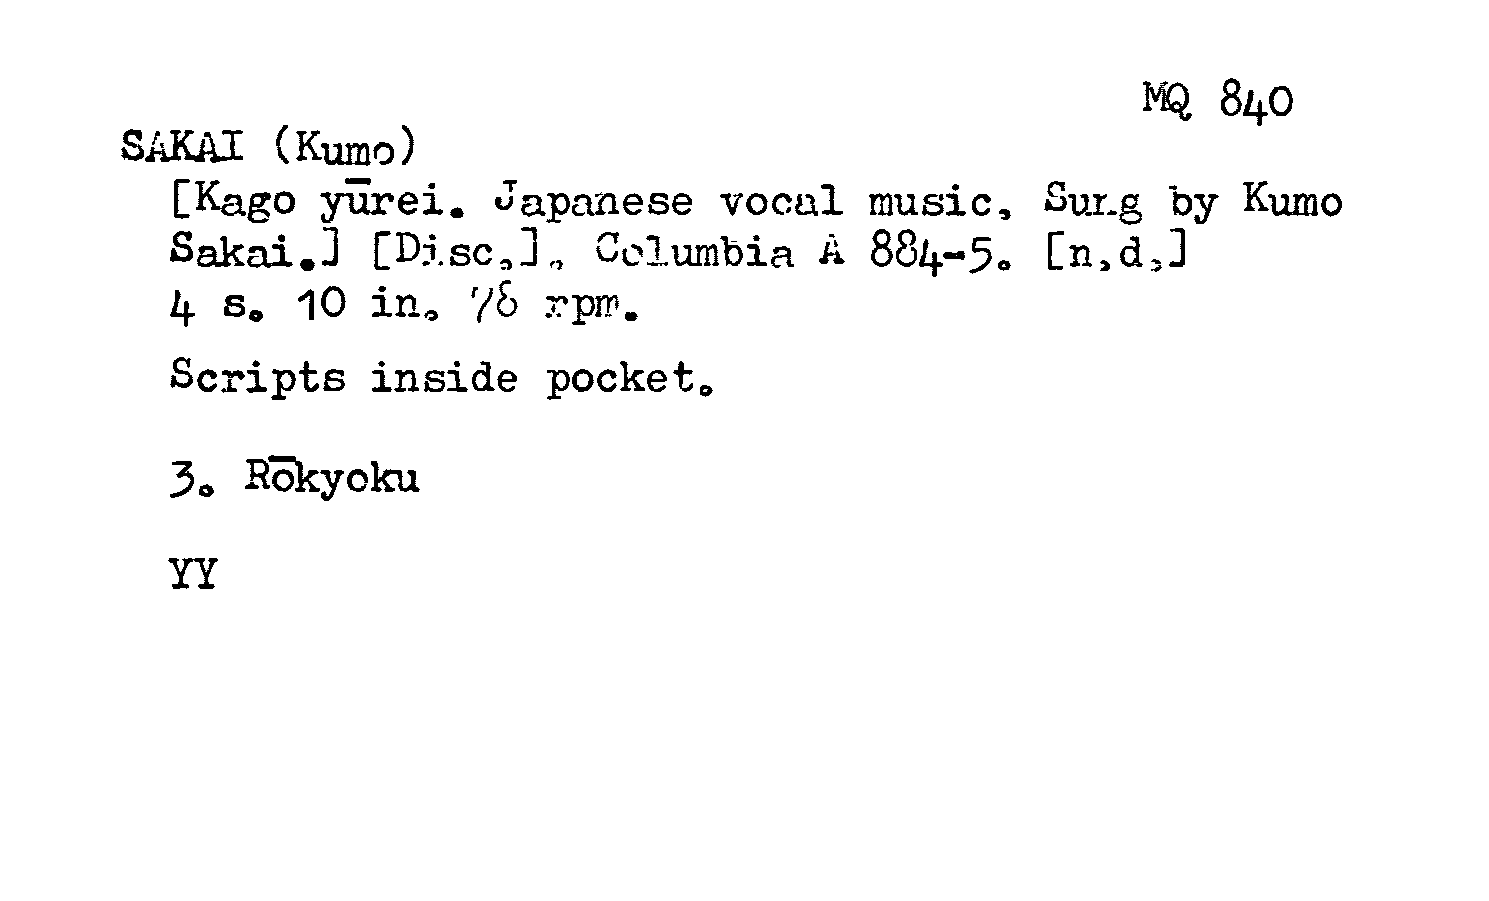 MQ 840
SAKAI (Kumo)
[Kago yūrei. Japanese vocal music. Sung by Kumo
Sakai.] [Disc.]. Columbia A 884-5. [n.d.]
4 s. 10 in. 78 rpm.
Scripts inside pocket.
3. Rōkyoku
YY